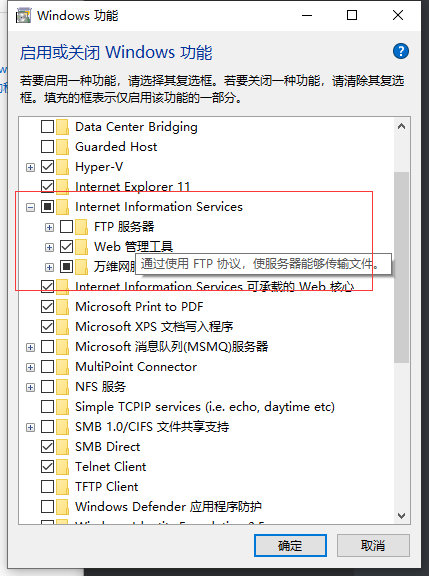 Windows 功能
启用或关闭 Windows 功能
若要启用一种功能，请选择其复选框。若要关闭一种功能，请清除其复选
框。填充的框表示仅启用该功能的一部分。
Data Center Bridging
Guarded Host
Hyper-V
Internet Explorer 11
Internet Information Services
FTP 服务器
Web 管理工具
万维网
通过使用 FTP 协议，使服务器能够传输文件。
Internet Information Services 可承载的 Web 核心
Microsoft Print to PDF
Microsoft XPS 文档写入程序
Microsoft 消息队列(MSMQ)服务器
MultiPoint Connector
NFS 服务
Simple TCPIP services (i.e. echo, daytime etc)
SMB 1.0/CIFS 文件共享支持
SMB Direct
Telnet Client
TFTP Client
Windows Defender 应用程序防护
确定
取消